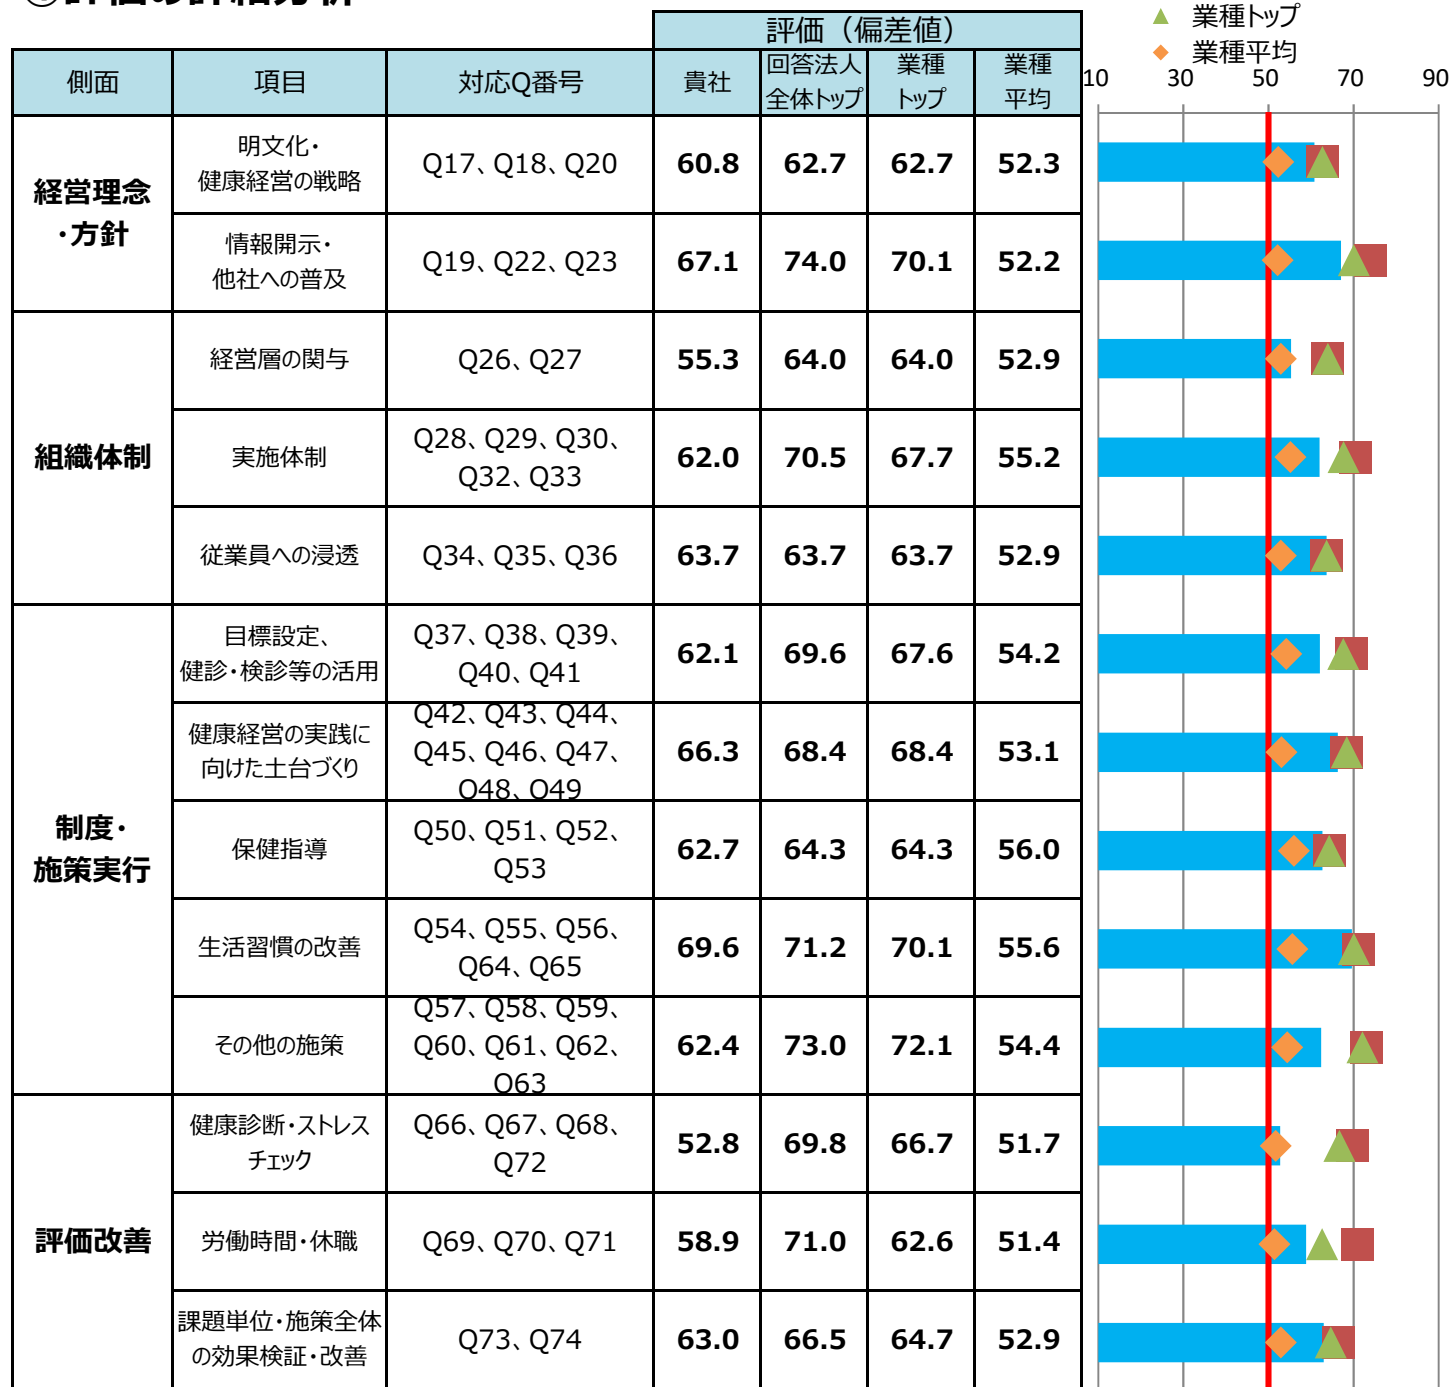 業種トップ
業種平均
10 30 50 70 90
評価（偏差値）
側面 項目 対応Q番号 貴社 回答法人全体トップ 業種トップ 業種平均
経営理念・方針
明文化・健康経営の戦略 Q17、Q18、Q20 60.8 62.7 62.7 52.3
情報開示・他社への普及 Q19、Q22、Q23 67.1 74.0 70.1 52.2
組織体制
経営層の関与 Q26、Q27 55.3 64.0 64.0 52.9
実施体制 Q28、Q29、Q30、Q32、Q33 62.0 70.5 67.7 55.2
従業員への浸透 Q34、Q35、Q36 63.7 63.7 63.7 52.9
制度・施策実行
目標設定、健診・検診等の活用 Q37、Q38、Q39、Q40、Q41 62.1 69.6 67.6 54.2
健康経営の実践に向けた土台づくり Q42、Q43、Q44、Q45、Q46、Q47、Q48、Q49 66.3 68.4 68.4 53.1
保健指導 Q50、Q51、Q52、Q53 62.7 64.3 64.3 56.0
生活習慣の改善 Q54、Q55、Q56、Q64、Q65 69.6 71.2 70.1 55.6
その他の施策 Q57、Q58、Q59、Q60、Q61、Q62、Q63 62.4 73.0 72.1 54.4
評価改善
健康診断・ストレスチェック Q66、Q67、Q68、Q72 52.8 69.8 66.7 51.7
労働時間・休職 Q69、Q70、Q71 58.9 71.0 62.6 51.4
課題単位・施策全体の効果検証・改善 Q73、Q74 63.0 66.5 64.7 52.9